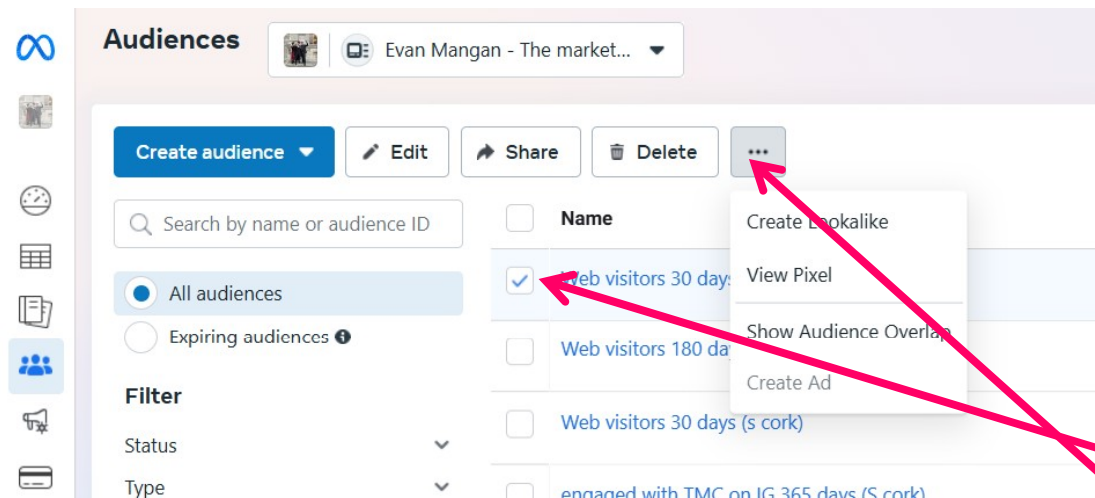 Audiences
Evan Mangan - The market...
Create audience
Edit
Share
Delete
...
Search by name or audience ID
Name
Create Lookalike
All audiences
Web visitors 30 days
View Pixel
Expiring audiences
Show Audience Overlap
Web visitors 180 da
Create Ad
Filter
Web visitors 30 days (s cork)
Status
Type
engaged with TMC on IG 365 days (S cork)